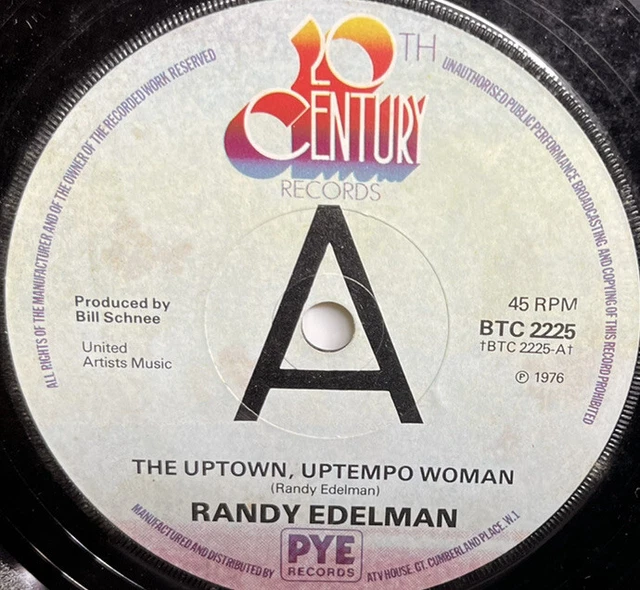 20TH
CENTURY
RECORDS
ALL RIGHTS OF THE MANUFACTURER AND OF THE OWNER OF THE RECORDED WORK RESERVED
UNAUTHORISED PUBLIC PERFORMANCE BROADCASTING AND COPYING OF THIS RECORD PROHIBITED
A
Produced by
Bill Schnee
United
Artists Music
45 RPM
BTC 2225
†BTC 2225-A†
℗ 1976
THE UPTOWN, UPTEMPO WOMAN
(Randy Edelman)
RANDY EDELMAN
MANUFACTURED AND DISTRIBUTED BY
PYE
RECORDS
ATV HOUSE. GT. CUMBERLAND PLACE. W.1